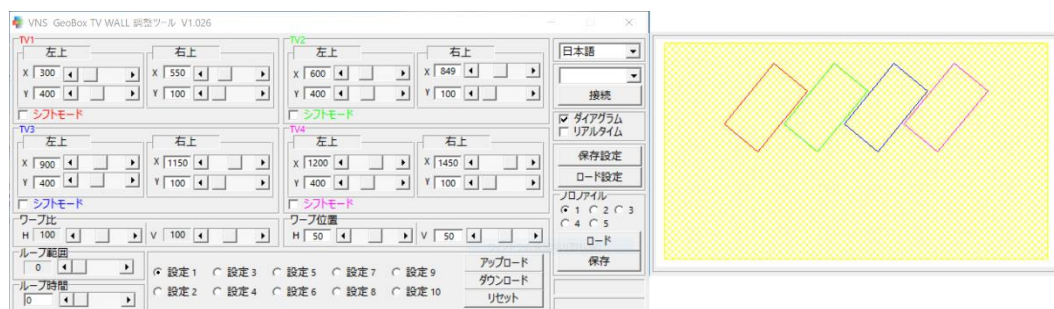 VNS GeoBox TV WALL 調整ツール V1.026
TV1
左上
右上
X 300
X 550
Y 400
Y 100
シフトモード
TV2
左上
右上
X 600
X 849
Y 400
Y 100
シフトモード
TV3
左上
右上
X 900
X 1150
Y 400
Y 100
シフトモード
TV4
左上
右上
X 1200
X 1450
Y 400
Y 100
シフトモード
ワープ比
H 100
V 100
ワープ位置
H 50
V 50
ループ範囲
0
ループ時間
0
設定 1
設定 3
設定 5
設定 7
設定 9
設定 2
設定 4
設定 6
設定 8
設定 10
アップロード
ダウンロード
リセット
日本語
接続
ダイアグラム
リアルタイム
保存設定
ロード設定
プロファイル
1 2 3
4 5
ロード
保存